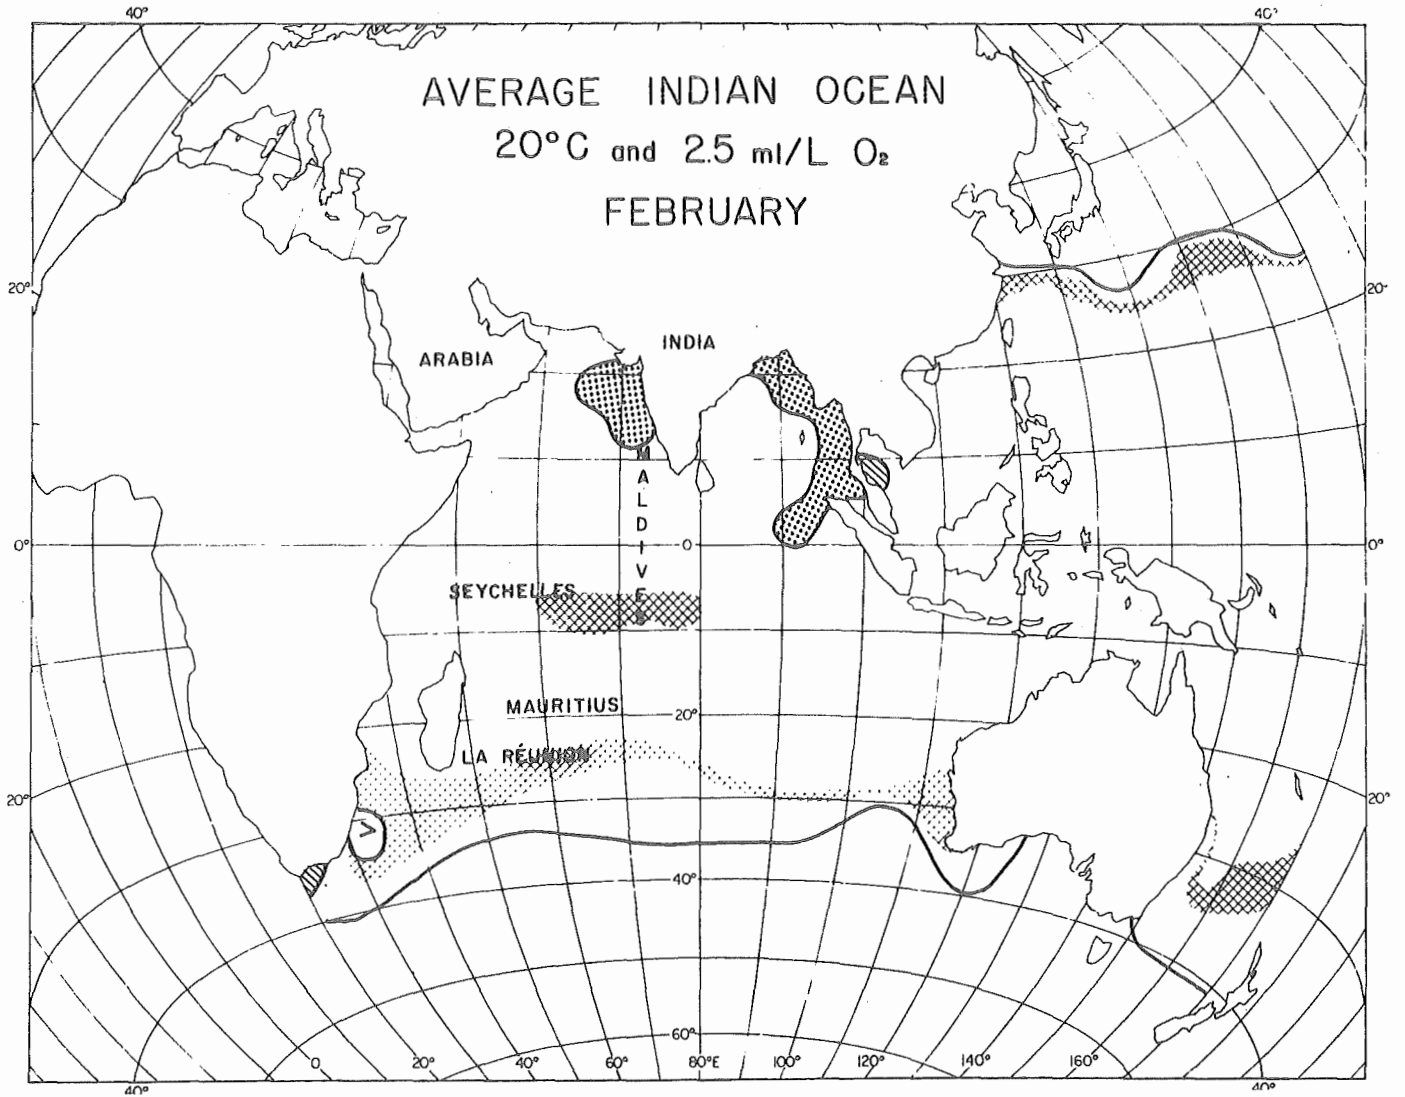 40° 40°
AVERAGE INDIAN OCEAN
20°C and 2.5 ml/L O₂
FEBRUARY
20° 20°
INDIA
ARABIA
MALDIVES
0° 0 0°
SEYCHELLES
MAURITIUS
20°
LA RÉUNION
20° 20°
>
40°
60°
0 20° 40° 60° 80°E 100° 120° 140° 160°
40° 40°